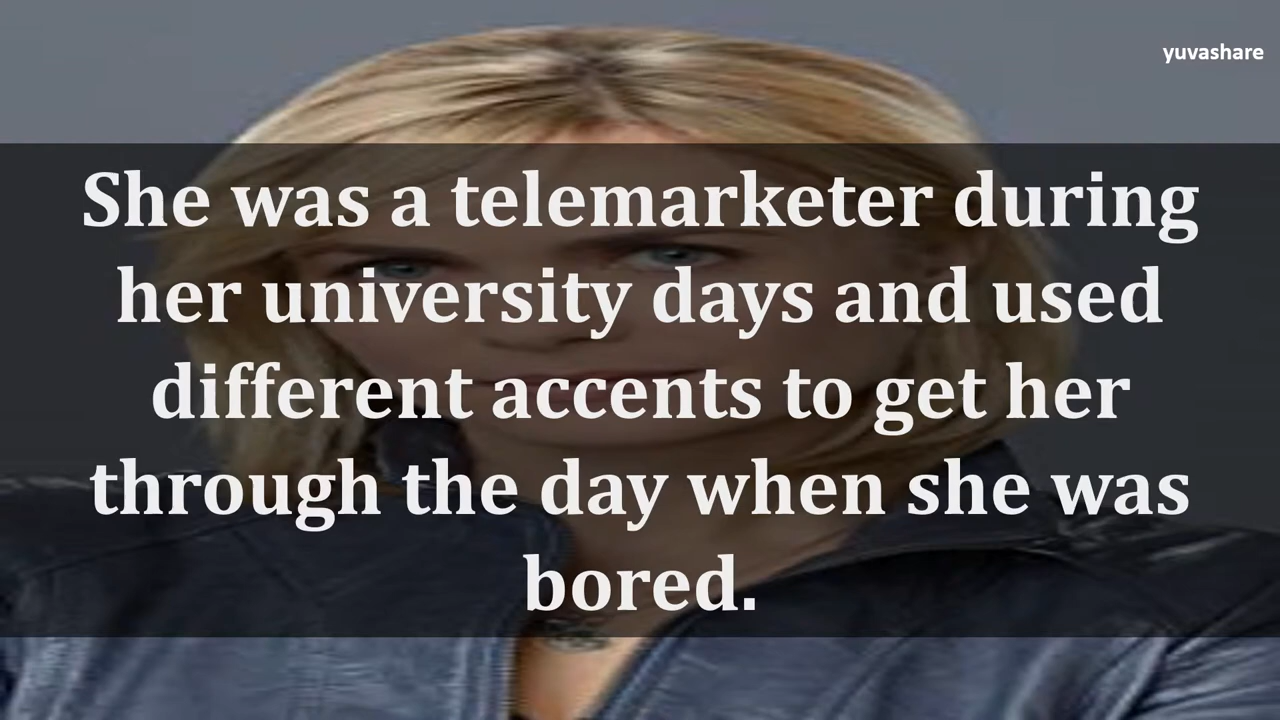 yuvashare
She was a telemarketer during
her university days and used
different accents to get her
through the day when she was
bored.